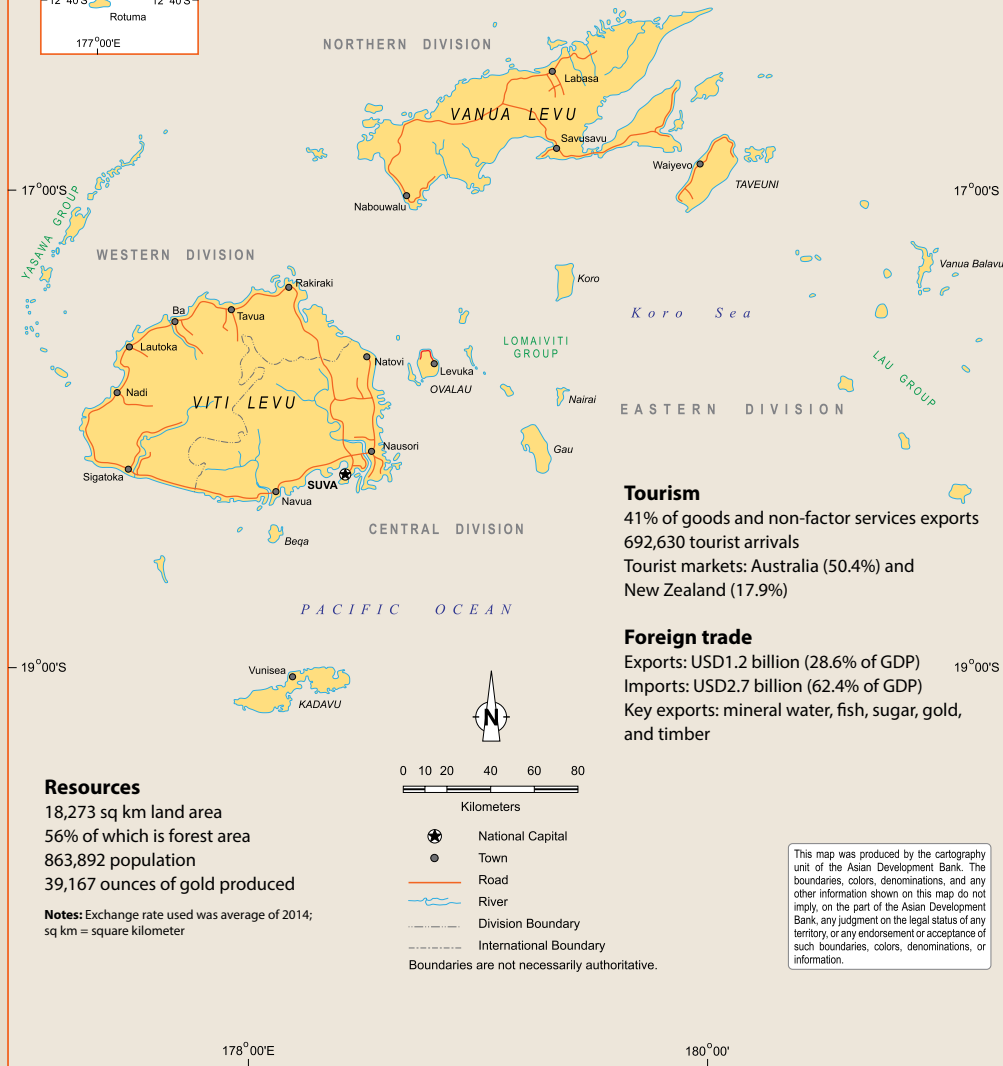 12°40'S 12°40'S
Rotuma
177°00'E
NORTHERN DIVISION
Labasa
VANUA LEVU
Savusavu
Waiyevo
TAVEUNI
Nabouwalu
17°00'S 17°00'S
YASAWA GROUP
WESTERN DIVISION
Vanua Balavu
Koro
Rakiraki
Ba
Tavua
Koro Sea
Lautoka
LOMAIVITI
GROUP
Natovi
Levuka
OVALAU
LAU GROUP
Nadi
VITI LEVU
Nairai
EASTERN DIVISION
Nausori
Gau
Sigatoka
SUVA
Navua
CENTRAL DIVISION
Beqa
Tourism
41% of goods and non-factor services exports
692,630 tourist arrivals
Tourist markets: Australia (50.4%) and
New Zealand (17.9%)
PACIFIC OCEAN
Foreign trade
Exports: USD1.2 billion (28.6% of GDP)
Imports: USD2.7 billion (62.4% of GDP)
Key exports: mineral water, fish, sugar, gold,
and timber
19°00'S 19°00'S
Vunisea
KADAVU
N
0 10 20 40 60 80
Kilometers
National Capital
Town
Road
River
Division Boundary
International Boundary
Boundaries are not necessarily authoritative.
Resources
18,273 sq km land area
56% of which is forest area
863,892 population
39,167 ounces of gold produced
Notes: Exchange rate used was average of 2014;
sq km = square kilometer
This map was produced by the cartography
unit of the Asian Development Bank. The
boundaries, colors, denominations, and any
other information shown on this map do not
imply, on the part of the Asian Development
Bank, any judgment on the legal status of any
territory, or any endorsement or acceptance of
such boundaries, colors, denominations, or
information.
178°00'E 180°00'